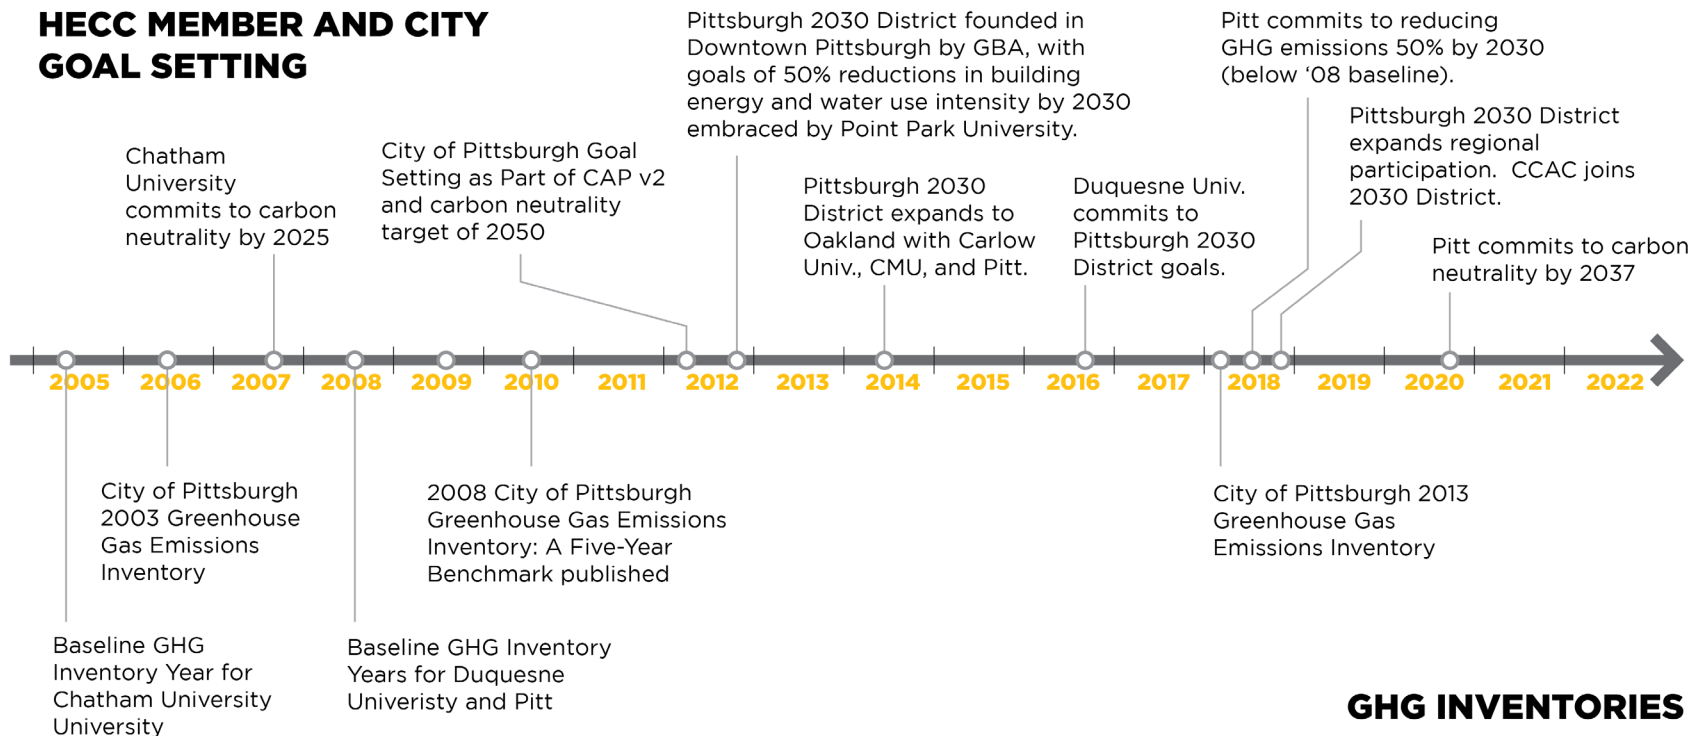 HECC MEMBER AND CITY
GOAL SETTING
Chatham
University
commits to carbon
neutrality by 2025
City of Pittsburgh Goal
Setting as Part of CAP v2
and carbon neutrality
target of 2050
Pittsburgh 2030 District founded in
Downtown Pittsburgh by GBA, with
goals of 50% reductions in building
energy and water use intensity by 2030
embraced by Point Park University.
Pittsburgh 2030
District expands to
Oakland with Carlow
Univ., CMU, and Pitt.
Duquesne Univ.
commits to
Pittsburgh 2030
District goals.
Pitt commits to reducing
GHG emissions 50% by 2030
(below ‘08 baseline).
Pittsburgh 2030 District
expands regional
participation.  CCAC joins
2030 District.
Pitt commits to carbon
neutrality by 2037
2005 2006 2007 2008 2009 2010 2011 2012 2013 2014 2015 2016 2017 2018 2019 2020 2021 2022
City of Pittsburgh
2003 Greenhouse
Gas Emissions
Inventory
2008 City of Pittsburgh
Greenhouse Gas Emissions
Inventory: A Five-Year
Benchmark published
City of Pittsburgh 2013
Greenhouse Gas
Emissions Inventory
Baseline GHG
Inventory Year for
Chatham University
University
Baseline GHG Inventory
Years for Duquesne
Univeristy and Pitt
GHG INVENTORIES